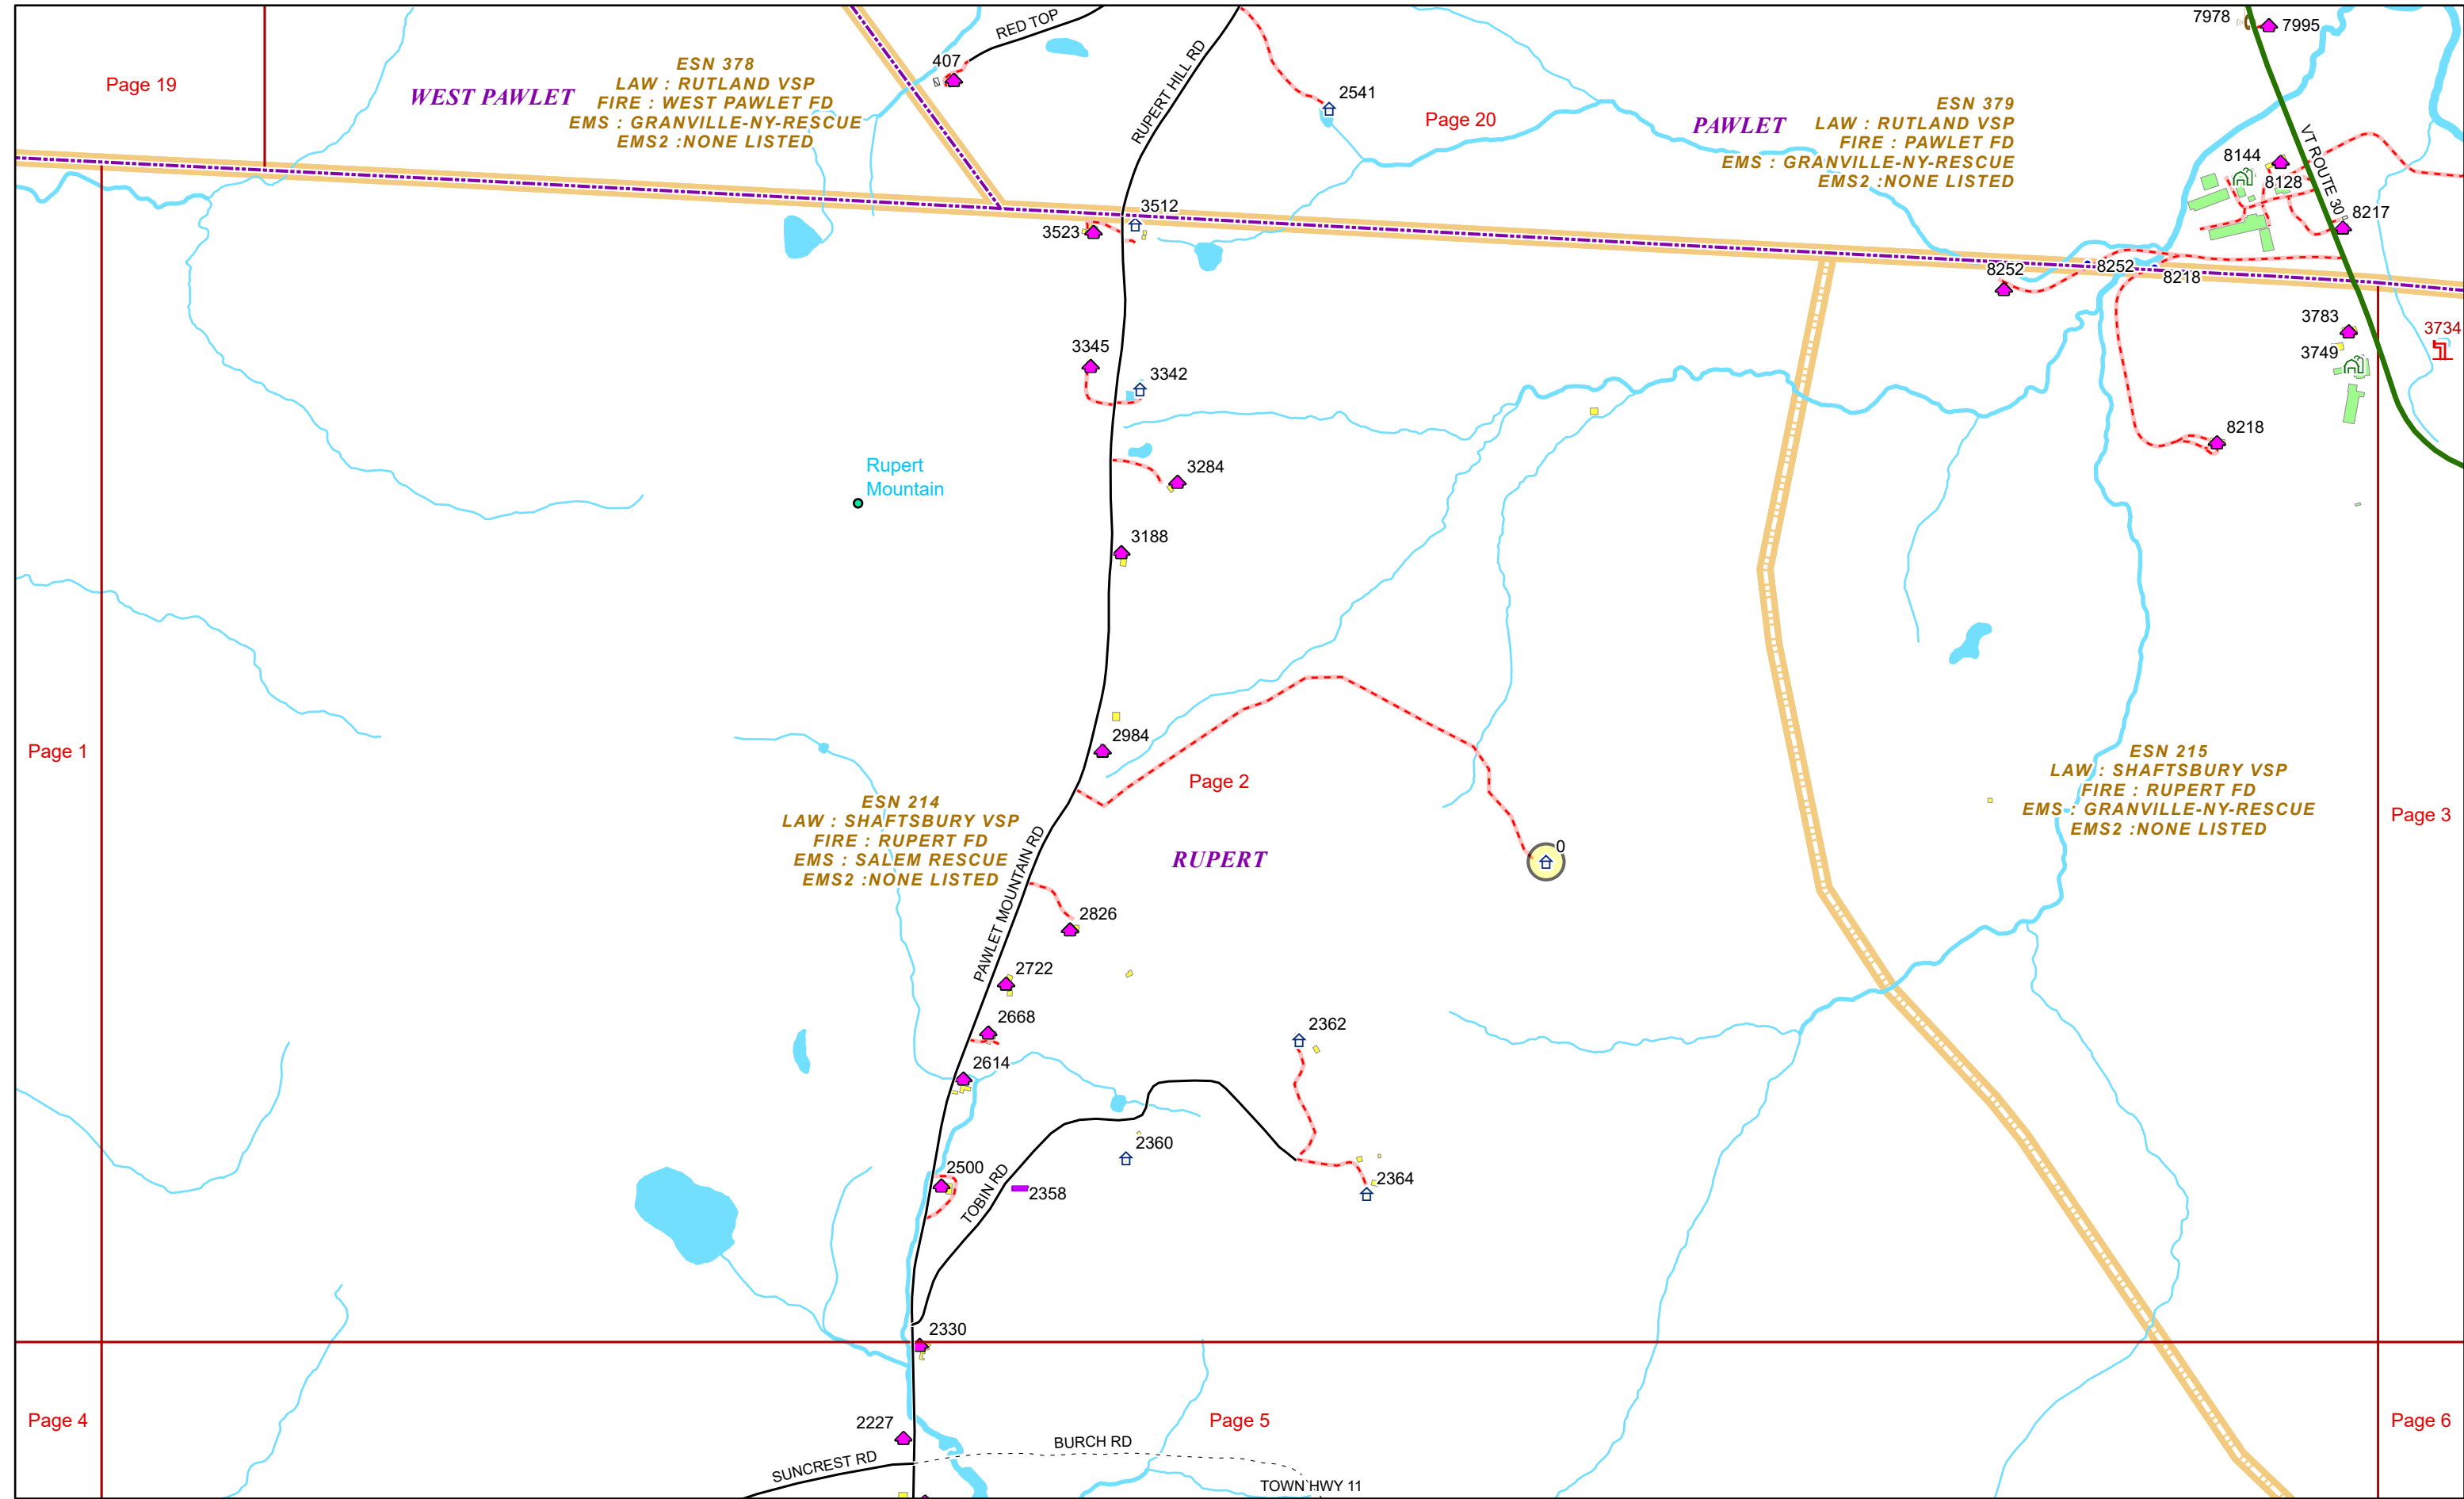 RED TOP
7978
7995
ESN 378
LAW : RUTLAND VSP
FIRE : WEST PAWLET FD
EMS : GRANVILLE-NY-RESCUE
EMS2 :NONE LISTED
407
Page 19
WEST PAWLET
RUPERT HILL RD
2541
Page 20
PAWLET
ESN 379
LAW : RUTLAND VSP
FIRE : PAWLET FD
EMS : GRANVILLE-NY-RESCUE
EMS2 :NONE LISTED
VT ROUTE 30
8144
8128
8217
3512
3523
8252
8252
8218
3783
3734
3749
3345
3342
8218
Rupert
Mountain
3284
3188
2984
Page 1
Page 2
ESN 215
LAW : SHAFTSBURY VSP
FIRE : RUPERT FD
EMS : GRANVILLE-NY-RESCUE
EMS2 :NONE LISTED
Page 3
ESN 214
LAW : SHAFTSBURY VSP
FIRE : RUPERT FD
EMS : SALEM RESCUE
EMS2 :NONE LISTED
PAWLET MOUNTAIN RD
RUPERT
0
2826
2722
2668
2362
2614
2360
2500
TOBIN RD
2358
2364
2330
Page 4
2227
Page 5
Page 6
BURCH RD
SUNCREST RD
TOWN HWY 11